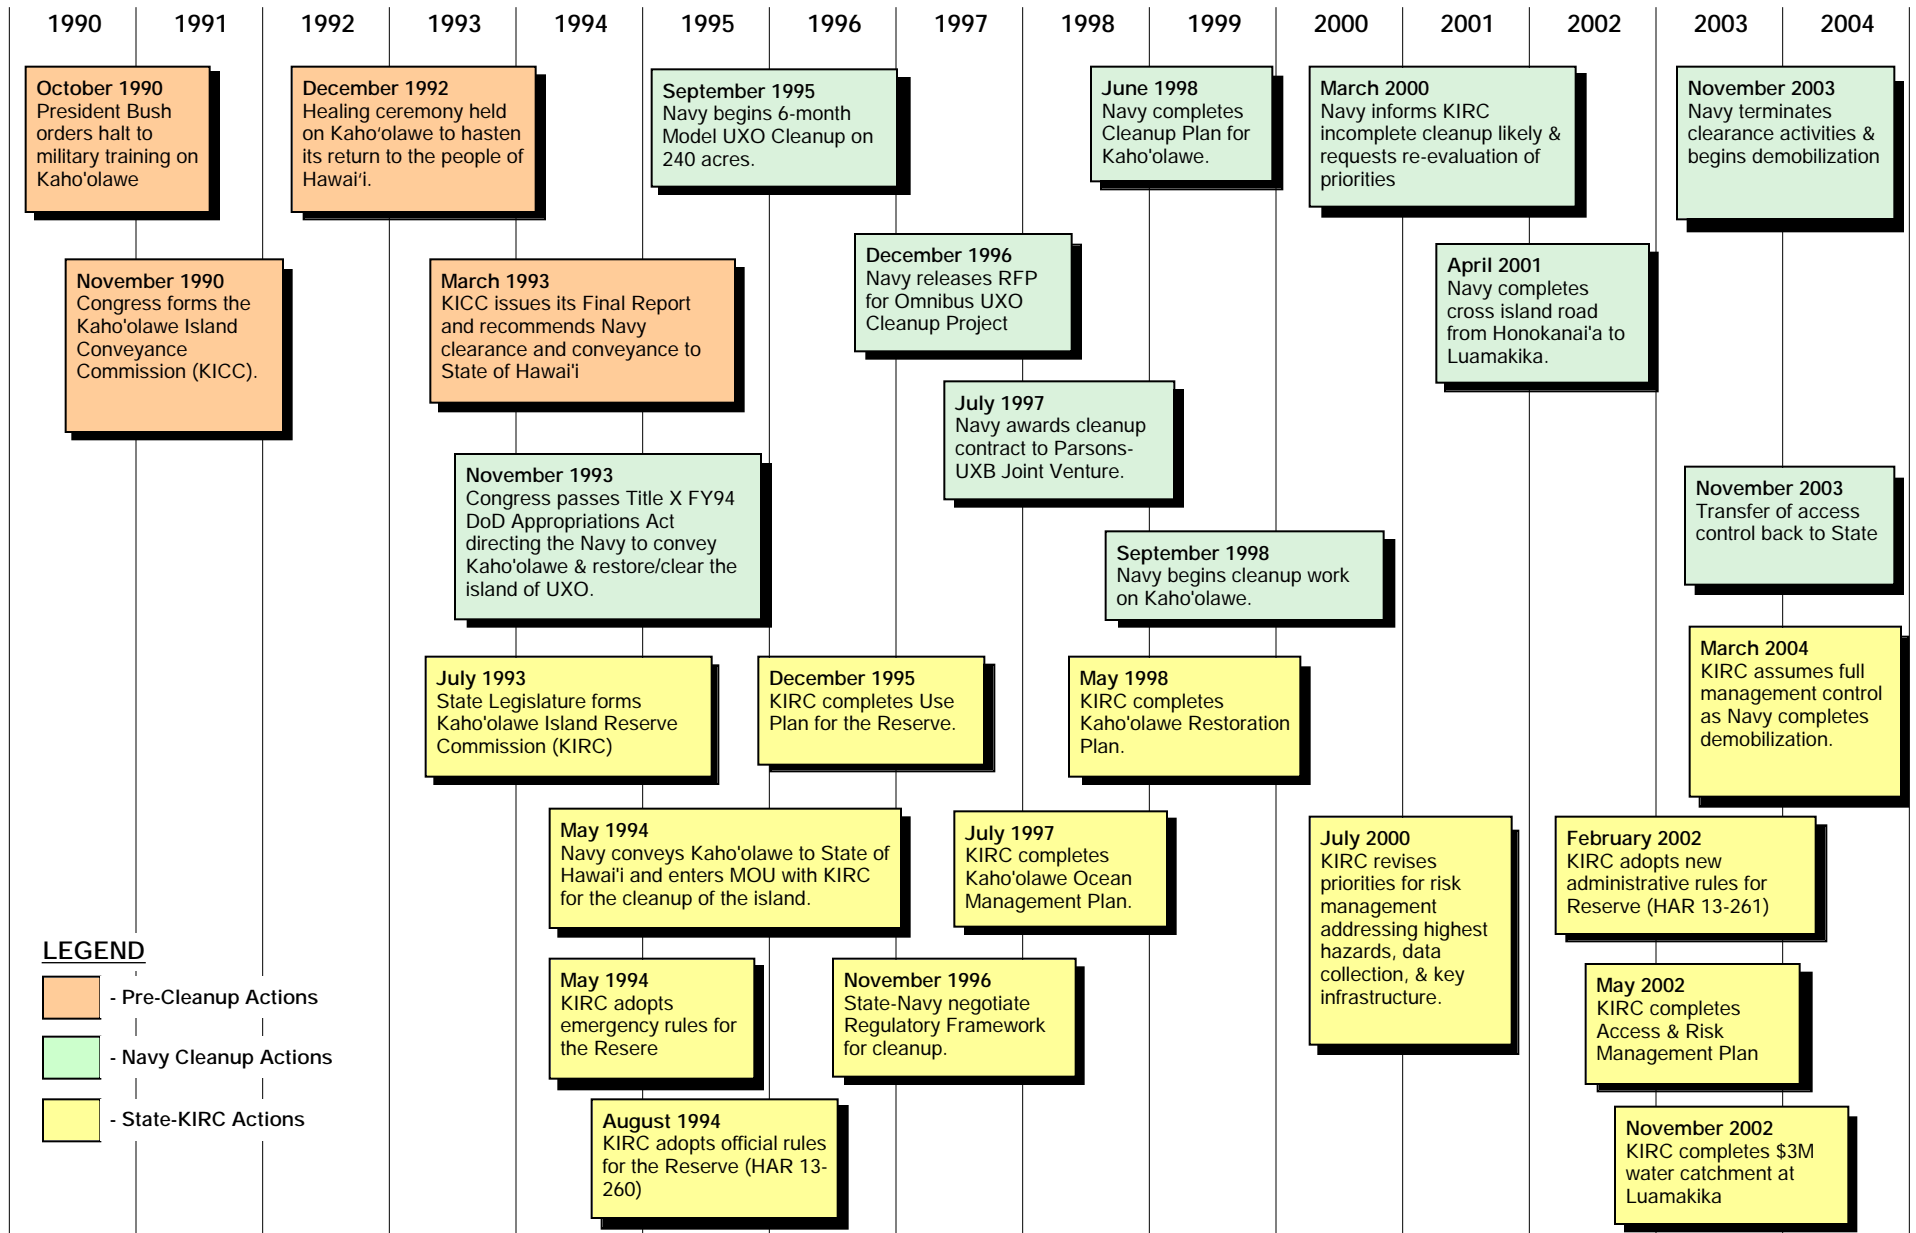 1990 1991 1992 1993 1994 1995 1996 1997 1998 1999 2000 2001 2002 2003 2004
October 1990
President Bush
orders halt to
military training on
Kaho'olawe
December 1992
Healing ceremony held
on Kahoʻolawe to hasten
its return to the people of
Hawaiʻi.
September 1995
Navy begins 6-month
Model UXO Cleanup on
240 acres.
June 1998
Navy completes
Cleanup Plan for
Kaho'olawe.
March 2000
Navy informs KIRC
incomplete cleanup likely &
requests re-evaluation of
priorities
November 2003
Navy terminates
clearance activities &
begins demobilization
November 1990
Congress forms the
Kaho'olawe Island
Conveyance
Commission (KICC).
March 1993
KICC issues its Final Report
and recommends Navy
clearance and conveyance to
State of Hawai'i
December 1996
Navy releases RFP
for Omnibus UXO
Cleanup Project
April 2001
Navy completes
cross island road
from Honokanai'a to
Luamakika.
July 1997
Navy awards cleanup
contract to Parsons-
UXB Joint Venture.
November 1993
Congress passes Title X FY94
DoD Appropriations Act
directing the Navy to convey
Kaho'olawe & restore/clear the
island of UXO.
November 2003
Transfer of access
control back to State
September 1998
Navy begins cleanup work
on Kaho'olawe.
July 1993
State Legislature forms
Kaho'olawe Island Reserve
Commission (KIRC)
December 1995
KIRC completes Use
Plan for the Reserve.
May 1998
KIRC completes
Kaho'olawe Restoration
Plan.
March 2004
KIRC assumes full
management control
as Navy completes
demobilization.
May 1994
Navy conveys Kaho'olawe to State of
Hawai'i and enters MOU with KIRC
for the cleanup of the island.
July 1997
KIRC completes
Kaho'olawe Ocean
Management Plan.
July 2000
KIRC revises
priorities for risk
management
addressing highest
hazards, data
collection, & key
infrastructure.
February 2002
KIRC adopts new
administrative rules for
Reserve (HAR 13-261)
May 1994
KIRC adopts
emergency rules for
the Resere
November 1996
State-Navy negotiate
Regulatory Framework
for cleanup.
May 2002
KIRC completes
Access & Risk
Management Plan
August 1994
KIRC adopts official rules
for the Reserve (HAR 13-
260)
November 2002
KIRC completes $3M
water catchment at
Luamakika
LEGEND
- Pre-Cleanup Actions
- Navy Cleanup Actions
- State-KIRC Actions